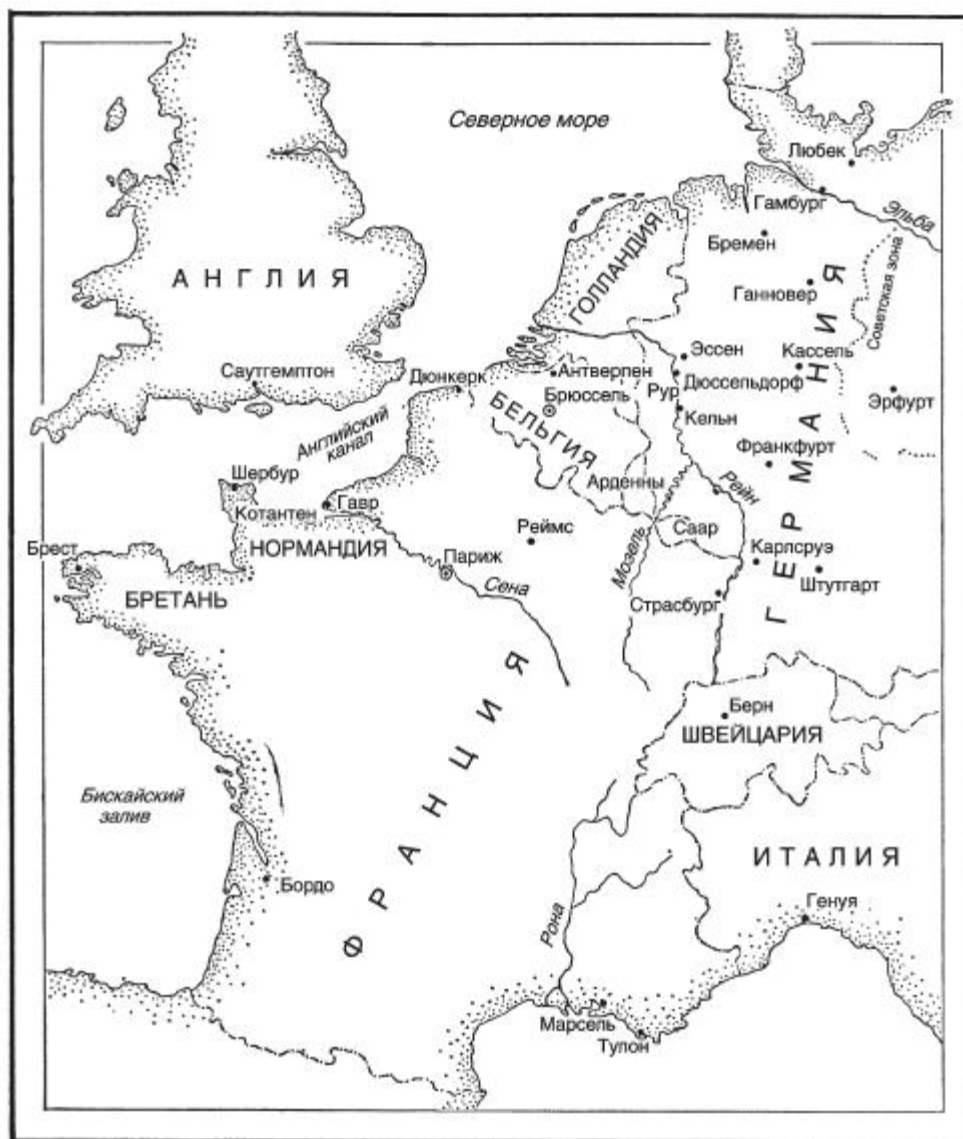 Северное море
Любек
Гамбург
Эльба
Бремен
ГОЛЛАНДИЯ
АНГЛИЯ
Ганновер
Советская зона
ГЕРМАНИЯ
Эссен
Кассель
Саутгемптон
Дюнкерк
Антверпен
Рур
Дюссельдорф
Брюссель
Эрфурт
БЕЛЬГИЯ
Кельн
Английский
канал
Франкфурт
Шербур
Арденны
Рейн
Котантен
Гавр
Реймс
Саар
НОРМАНДИЯ
Мозель
Карлсруэ
Брест
Париж
Штутгарт
Сена
БРЕТАНЬ
Страсбург
ФРАНЦИЯ
Берн
ШВЕЙЦАРИЯ
Бискайский
залив
ИТАЛИЯ
Бордо
Генуя
Рона
Марсель
Тулон